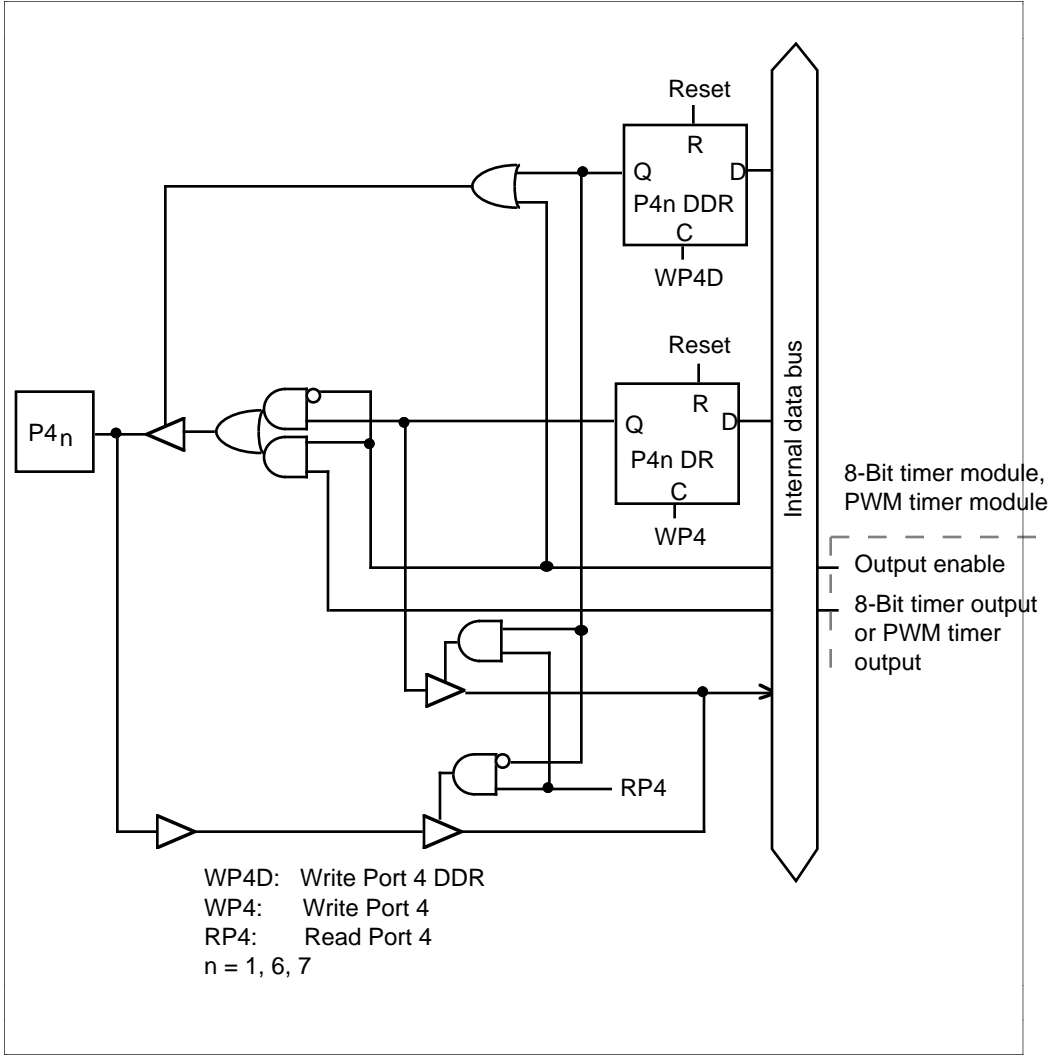 Reset
R
Q
D
P4n DDR
C
WP4D
Reset
R
Q
D
P4n DR
C
WP4
P4n
Internal data bus
8-Bit timer module,
PWM timer module
Output enable
8-Bit timer output
or PWM timer
output
RP4
WP4D: Write Port 4 DDR
WP4: Write Port 4
RP4: Read Port 4
n = 1, 6, 7